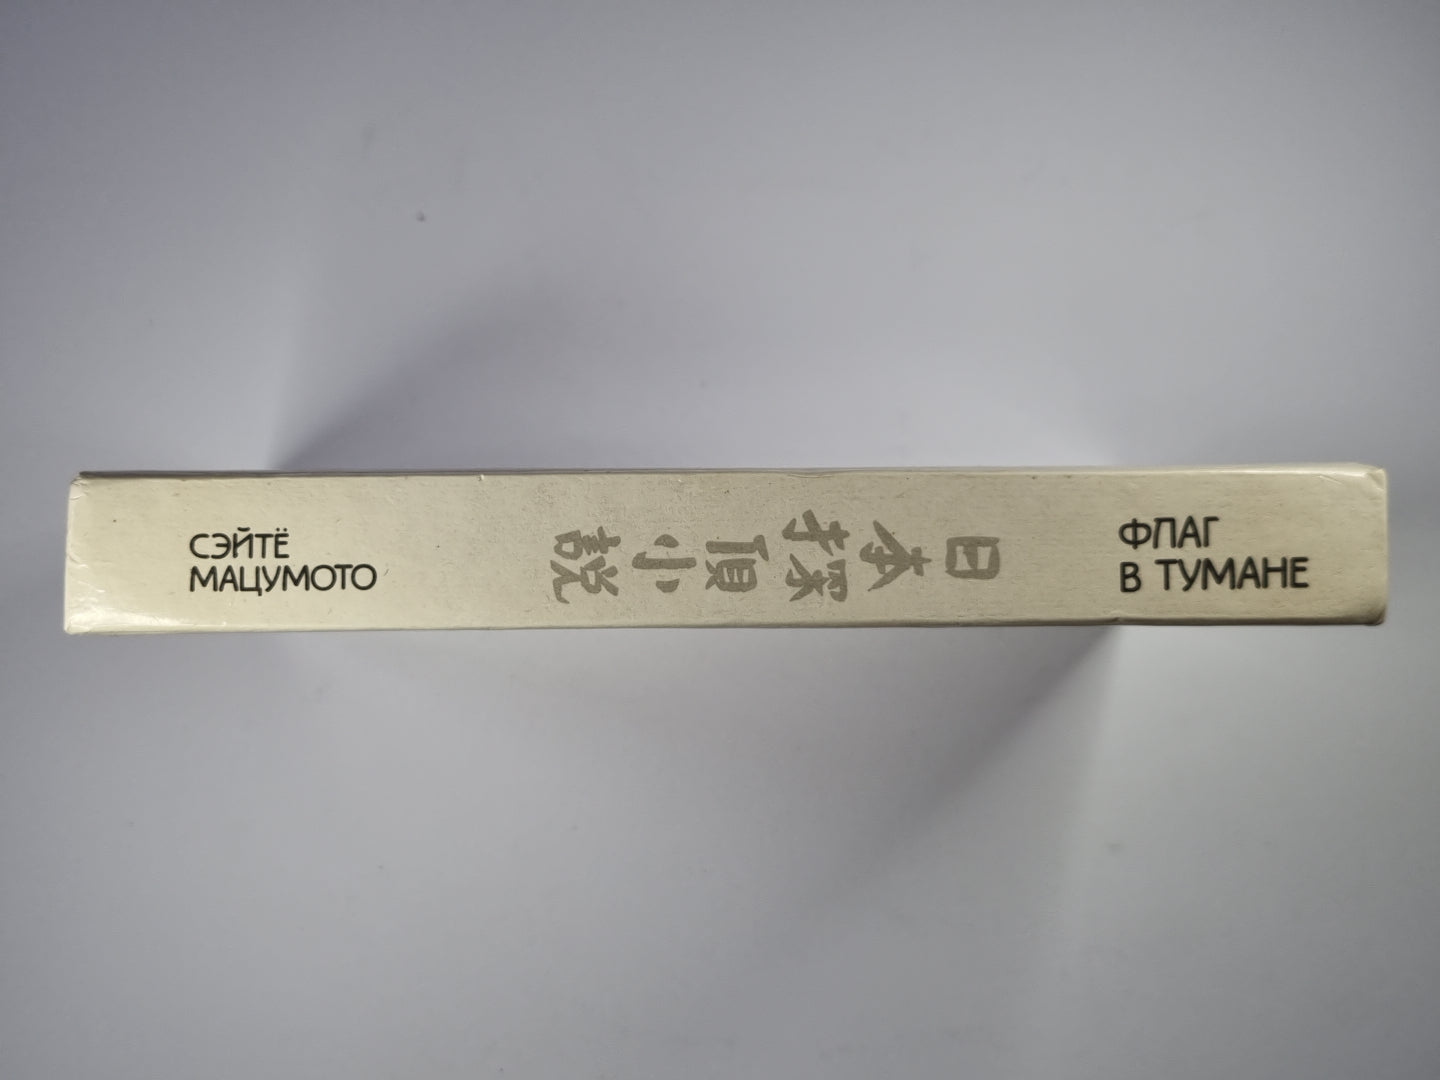 СЭЙТЁ
МАЦУМОТО
日本探偵小説
ФЛАГ
В ТУМАНЕ